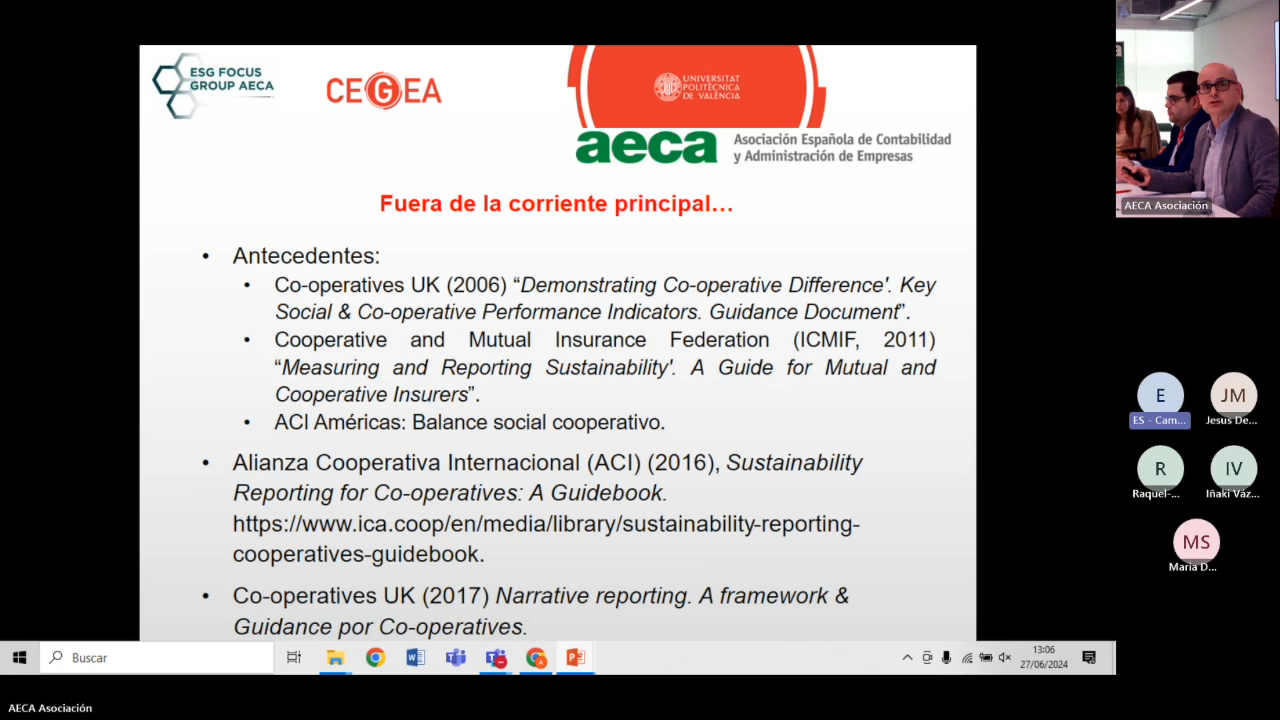 ESG FOCUS
GROUP AECA
CEGEA
UNIVERSITAT
POLITÈCNICA
DE VALÈNCIA
aeca
Asociación Española de Contabilidad
y Administración de Empresas
Fuera de la corriente principal…
• Antecedentes:
• Co-operatives UK (2006) “Demonstrating Co-operative Difference'. Key
Social & Co-operative Performance Indicators. Guidance Document”.
• Cooperative and Mutual Insurance Federation (ICMIF, 2011)
“Measuring and Reporting Sustainability'. A Guide for Mutual and
Cooperative Insurers”.
• ACI Américas: Balance social cooperativo.
• Alianza Cooperativa Internacional (ACI) (2016), Sustainability
Reporting for Co-operatives: A Guidebook.
https://www.ica.coop/en/media/library/sustainability-reporting-
cooperatives-guidebook.
• Co-operatives UK (2017) Narrative reporting. A framework &
Guidance por Co-operatives.
Buscar
13:06
27/06/2024
AECA Asociación
E
ES - Cam...
JM
Jesus De...
R
Raquel-...
IV
Iñaki Váz...
MS
Maria D...
AECA Asociación